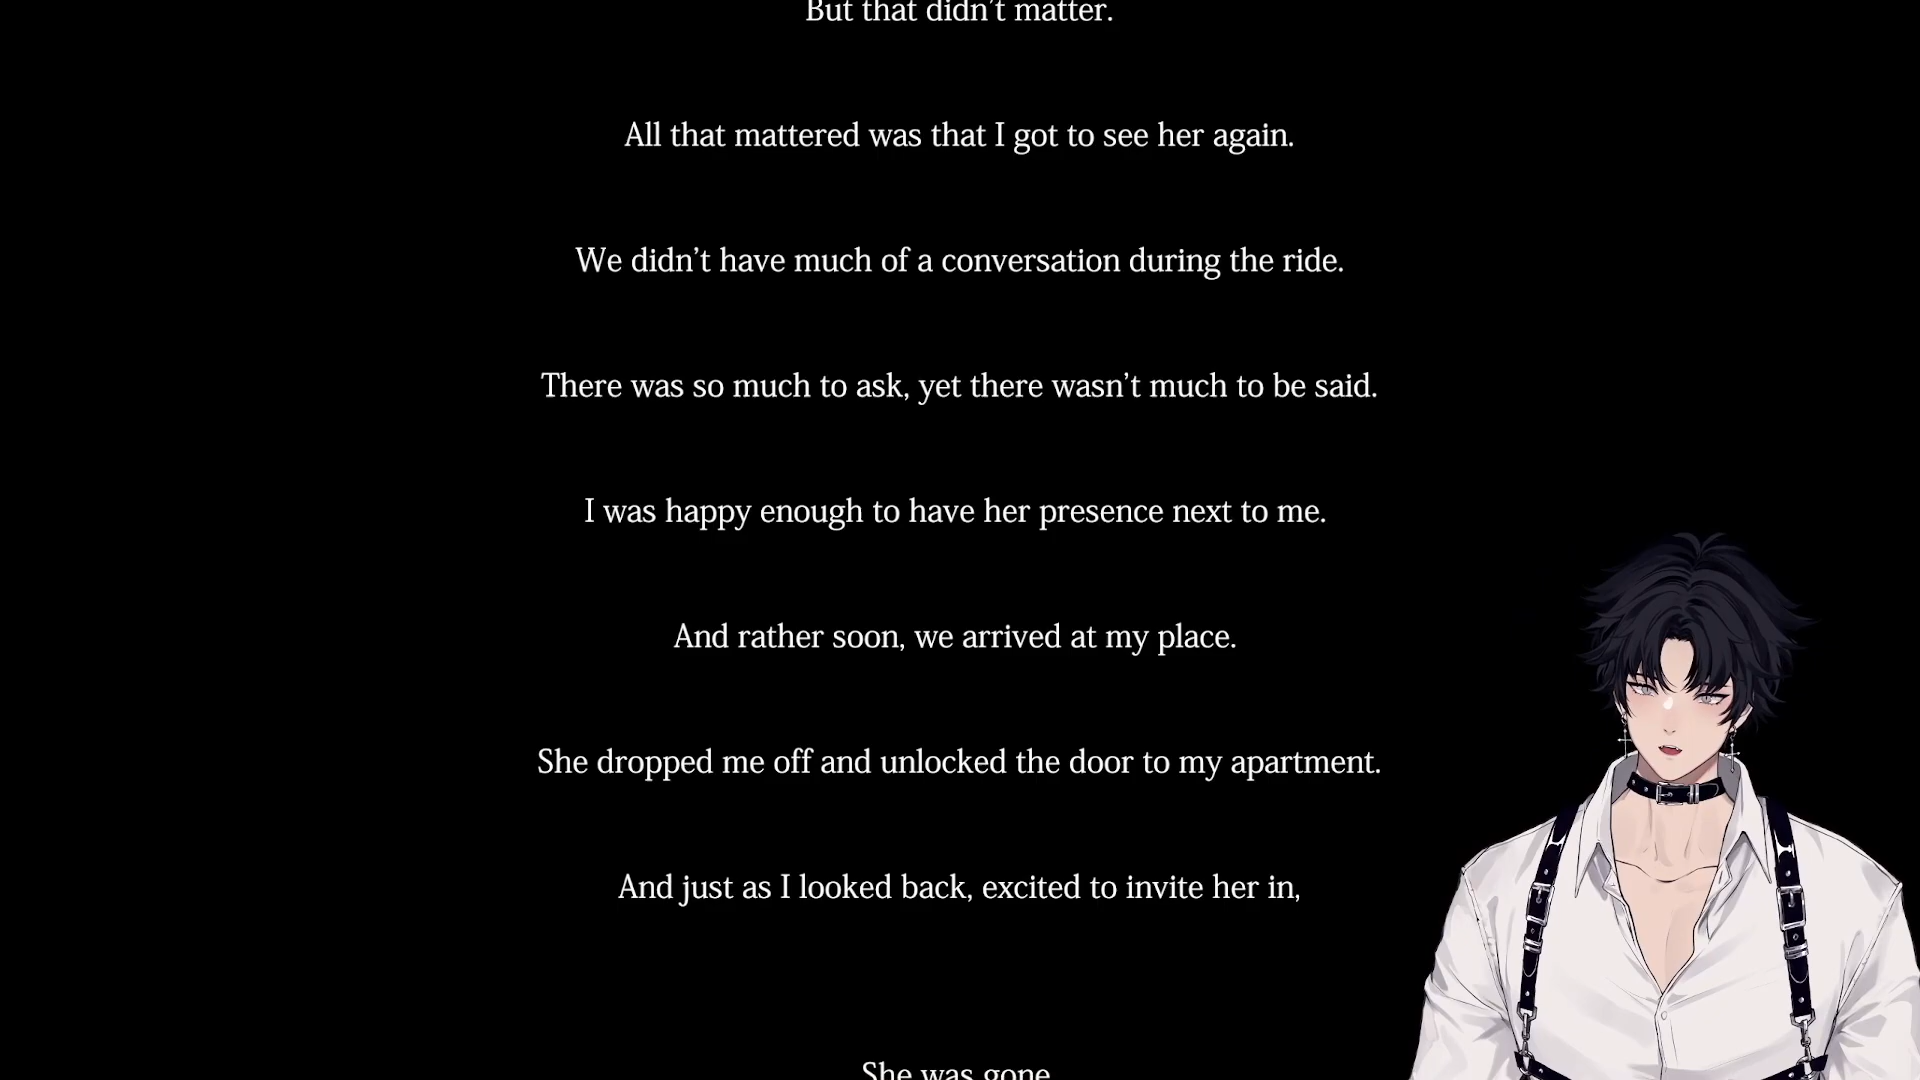 But that didn’t matter.
All that mattered was that I got to see her again.
We didn’t have much of a conversation during the ride.
There was so much to ask, yet there wasn’t much to be said.
I was happy enough to have her presence next to me.
And rather soon, we arrived at my place.
She dropped me off and unlocked the door to my apartment.
And just as I looked back, excited to invite her in,
She was gone